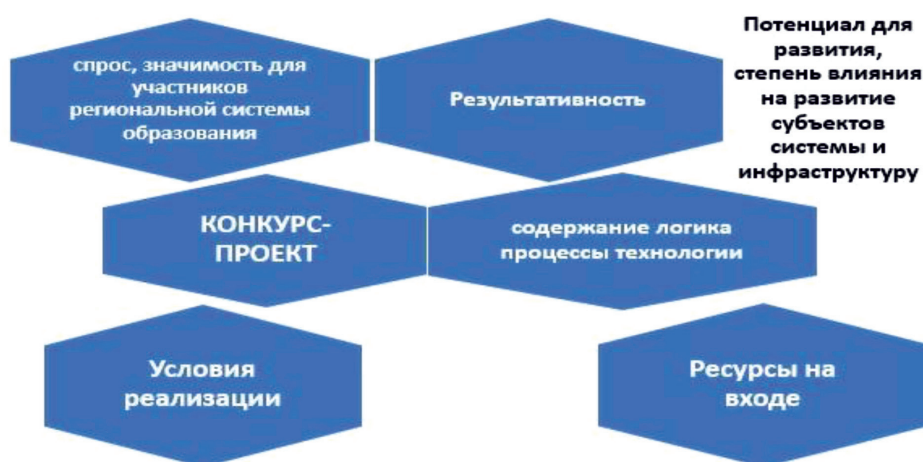 спрос, значимость для
участников
региональной системы
образования
Результативность
Потенциал для
развития,
степень влияния
на развитие
субъектов
системы и
инфраструктуру
КОНКУРС-
ПРОЕКТ
содержание логика
процессы технологии
Условия
реализации
Ресурсы на
входе